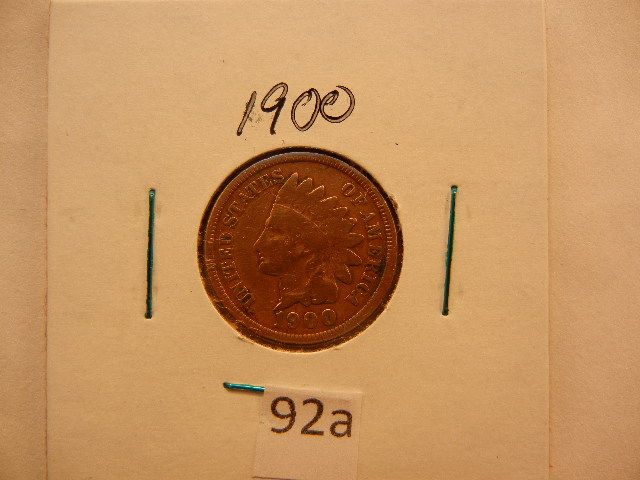 1900
UNITED STATES OF AMERICA
1900
92a